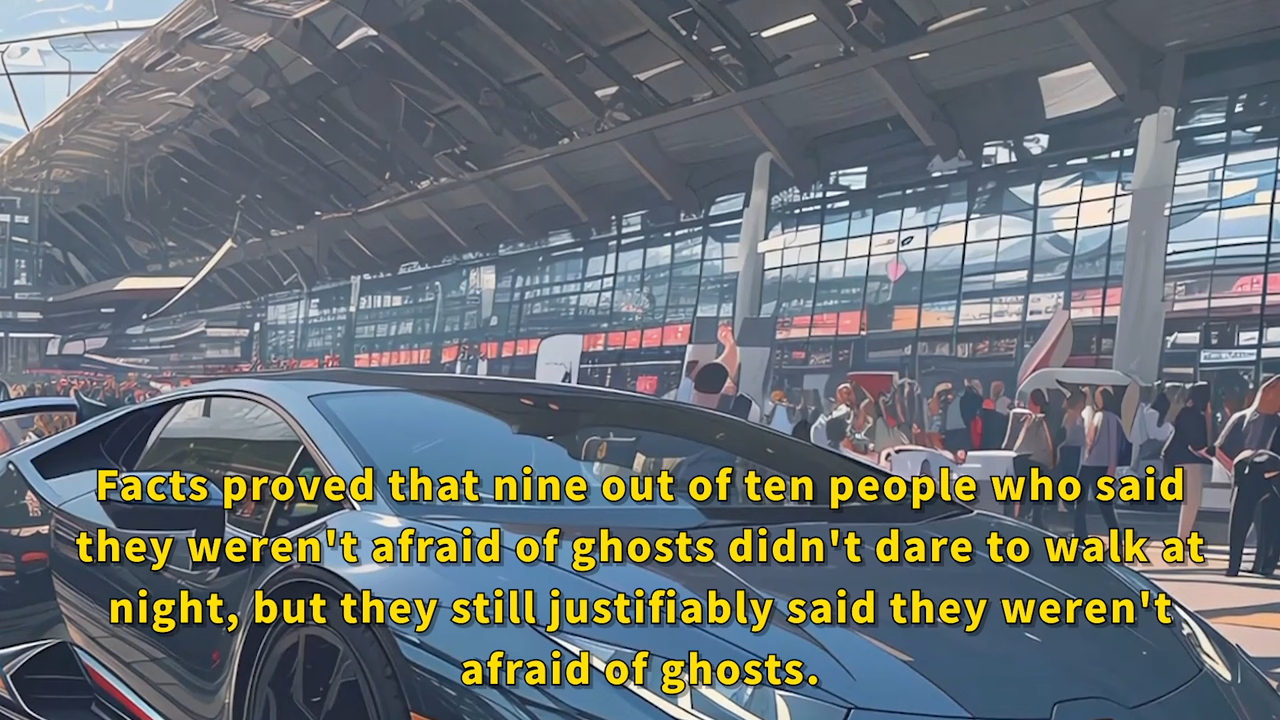 Facts proved that nine out of ten people who said
they weren't afraid of ghosts didn't dare to walk at
night, but they still justifiably said they weren't
afraid of ghosts.